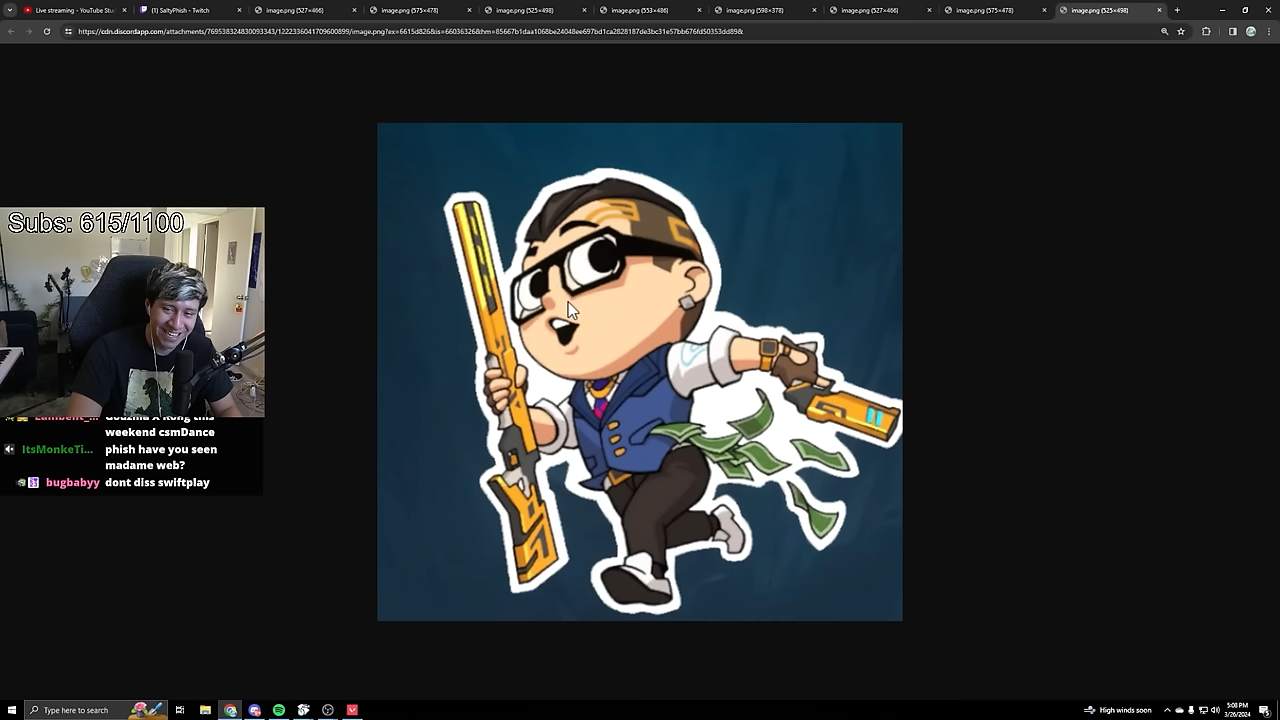 Live streaming - YouTube Stu
(1) SaltyPhish - Twitch
image.png (527×466)
image.png (575×478)
image.png (525×498)
image.png (553×486)
image.png (598×378)
image.png (527×466)
image.png (575×478)
image.png (525×498)
Subs: 615/1100
weekend csmDance
ItsMonkeTi... phish have you seen
madame web?
bugbabyy dont diss swiftplay
Type here to search
High winds soon
5:08 PM
3/26/2024